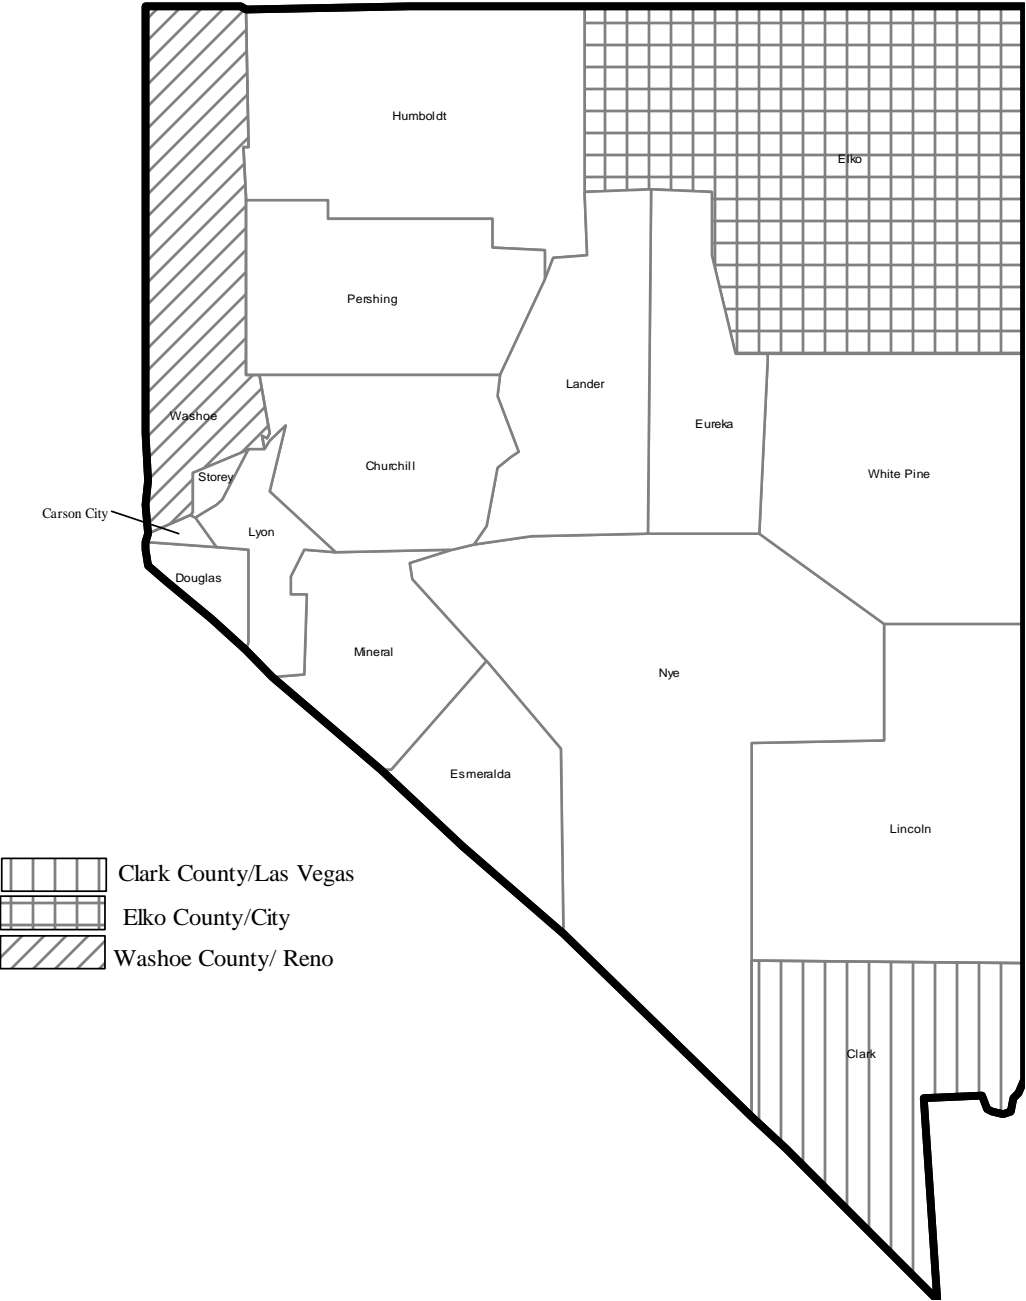 Humboldt
Elko
Pershing
Lander
Washoe
Eureka
Churchill
White Pine
Storey
Carson City
Lyon
Douglas
Mineral
Nye
Esmeralda
Lincoln
Clark County/Las Vegas
Elko County/City
Washoe County/ Reno
Clark